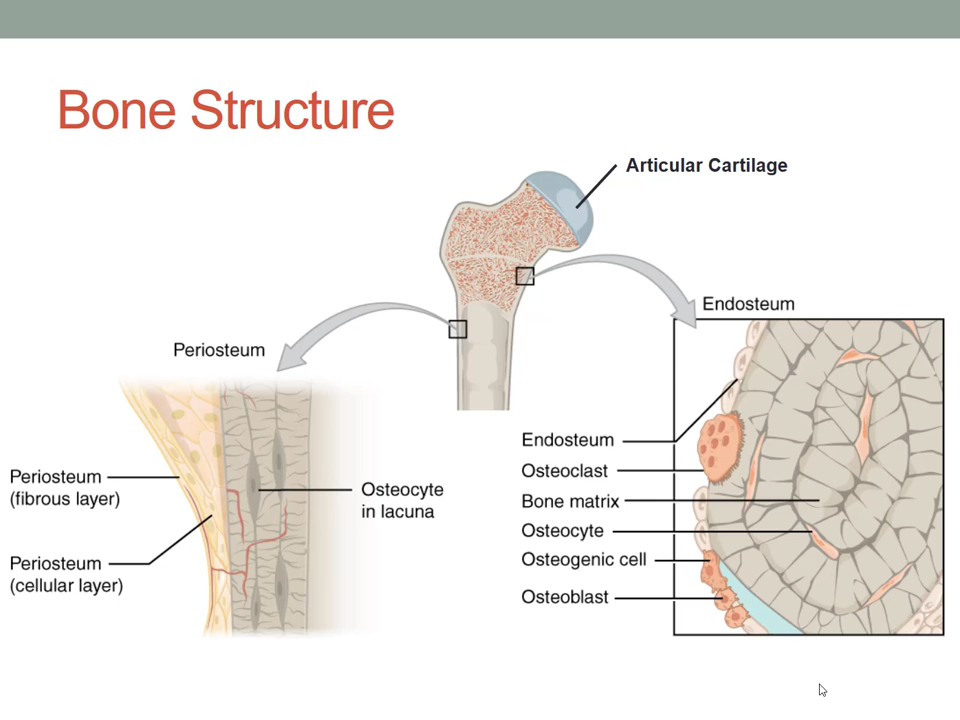 Bone Structure
Articular Cartilage
Endosteum
Periosteum
Periosteum
(fibrous layer)
Osteocyte
in lacuna
Periosteum
(cellular layer)
Endosteum
Osteoclast
Bone matrix
Osteocyte
Osteogenic cell
Osteoblast